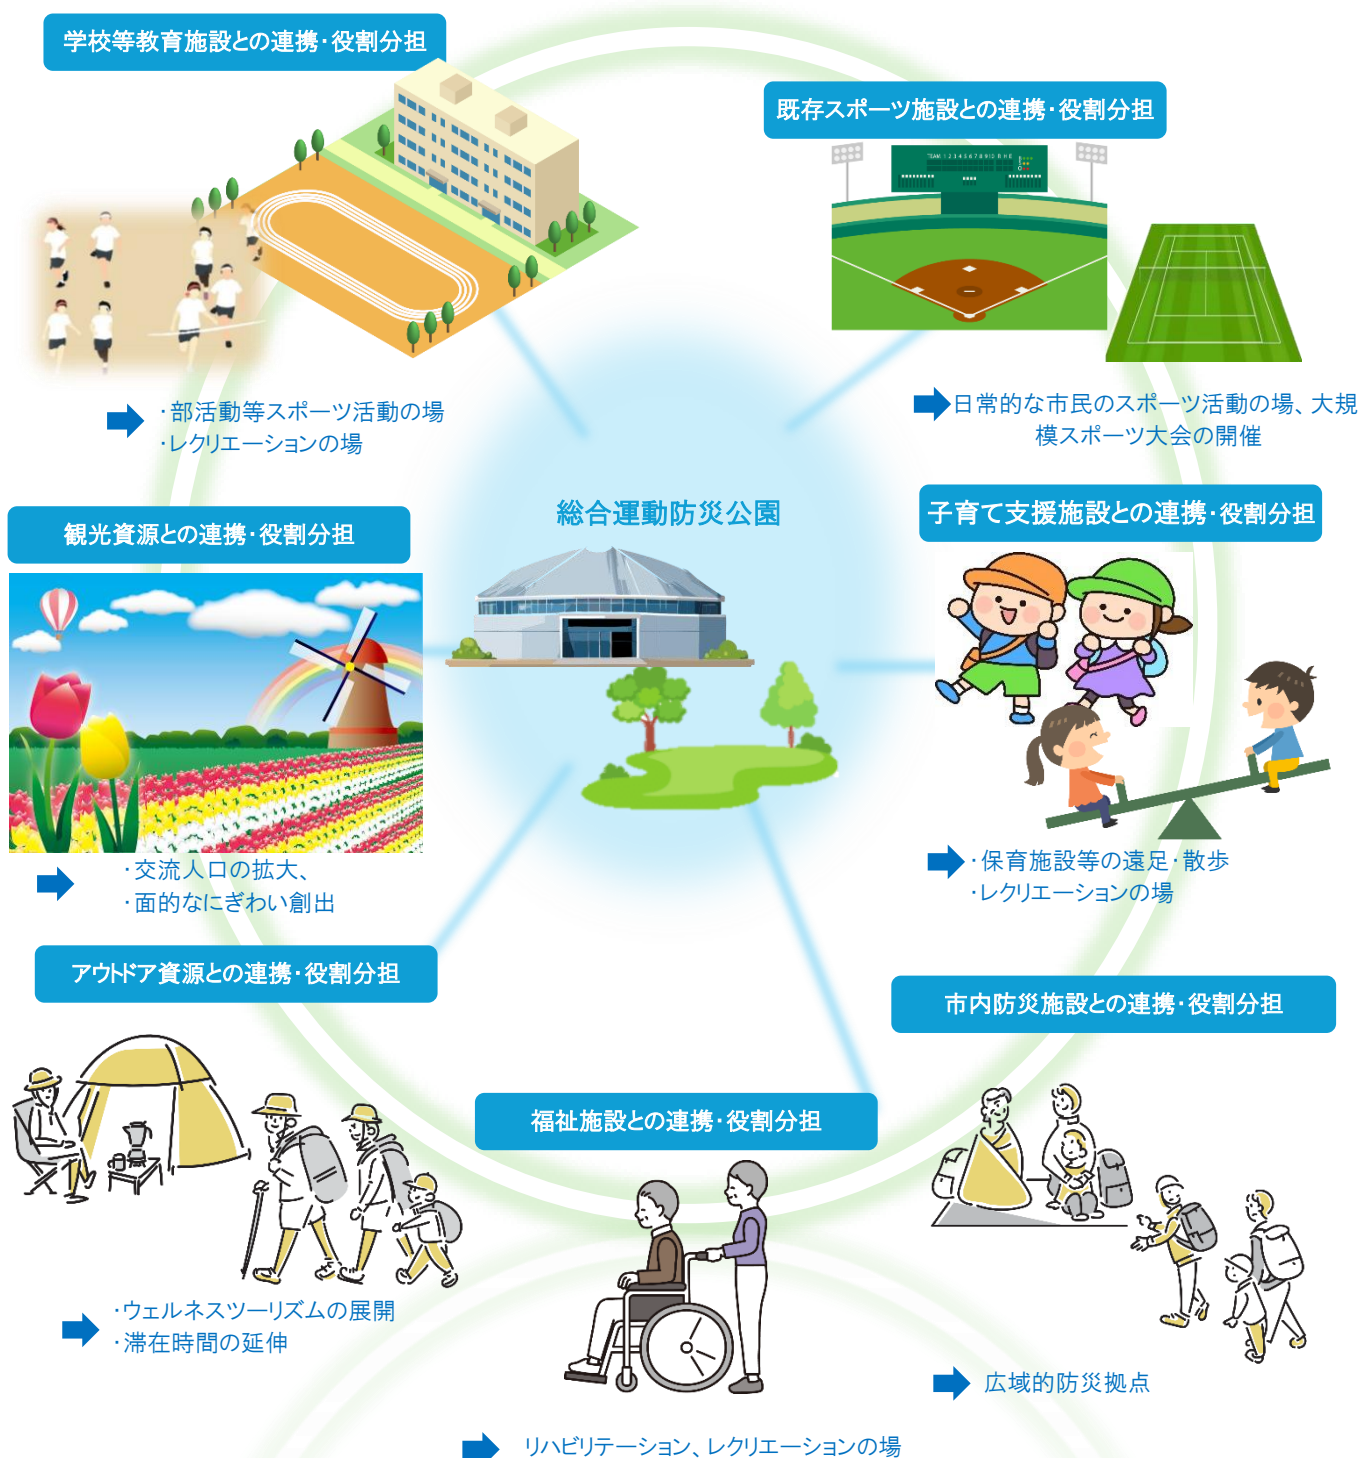 学校等教育施設との連携・役割分担
既存スポーツ施設との連携・役割分担
TEAM 1 2 3 4 5 6 7 8 9 10 R H E
・部活動等スポーツ活動の場
・レクリエーションの場
日常的な市民のスポーツ活動の場、大規
模スポーツ大会の開催
総合運動防災公園
観光資源との連携・役割分担
子育て支援施設との連携・役割分担
・交流人口の拡大、
・面的なにぎわい創出
・保育施設等の遠足・散歩
・レクリエーションの場
アウトドア資源との連携・役割分担
市内防災施設との連携・役割分担
福祉施設との連携・役割分担
・ウェルネスツーリズムの展開
・滞在時間の延伸
広域的防災拠点
リハビリテーション、レクリエーションの場